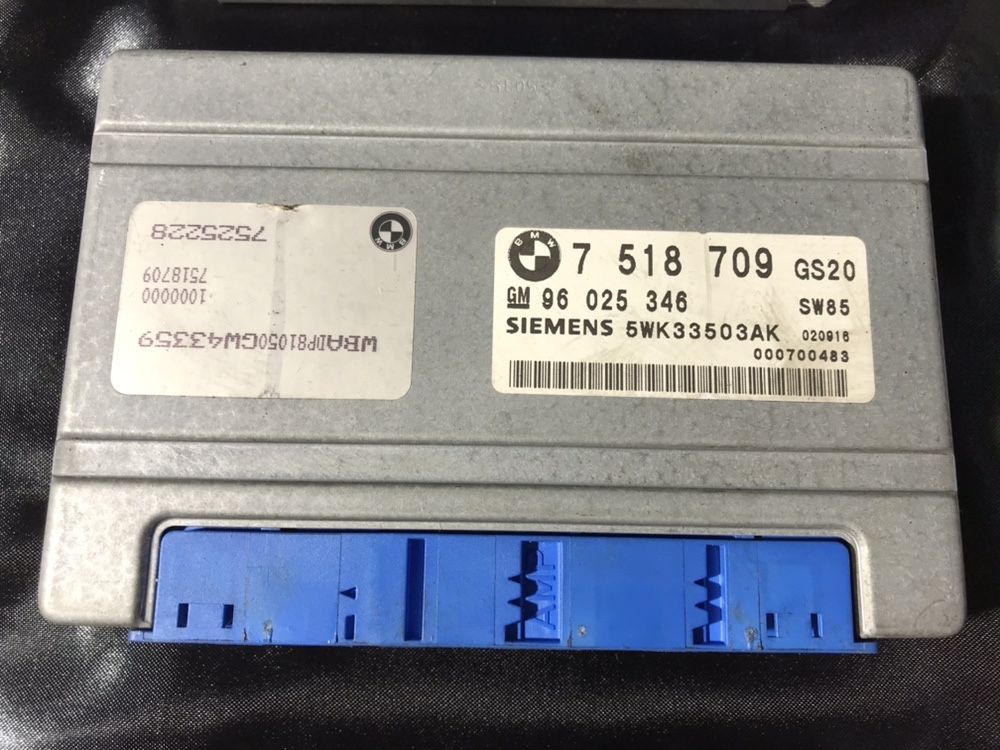 7525228
BMW
7518709
1000000
WBADP81050GW43359
BMW 7 518 709 GS20
GM 96 025 346 SW85
SIEMENS 5WK33503AK 020916
000700483
AMP